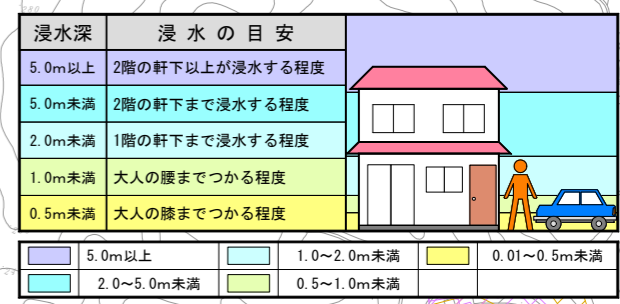 浸水深 浸水の目安
5.0m以上 2階の軒下以上が浸水する程度
5.0m未満 2階の軒下まで浸水する程度
2.0m未満 1階の軒下まで浸水する程度
1.0m未満 大人の腰までつかる程度
0.5m未満 大人の膝までつかる程度
5.0m以上 1.0～2.0m未満 0.01～0.5m未満
2.0～5.0m未満 0.5～1.0m未満